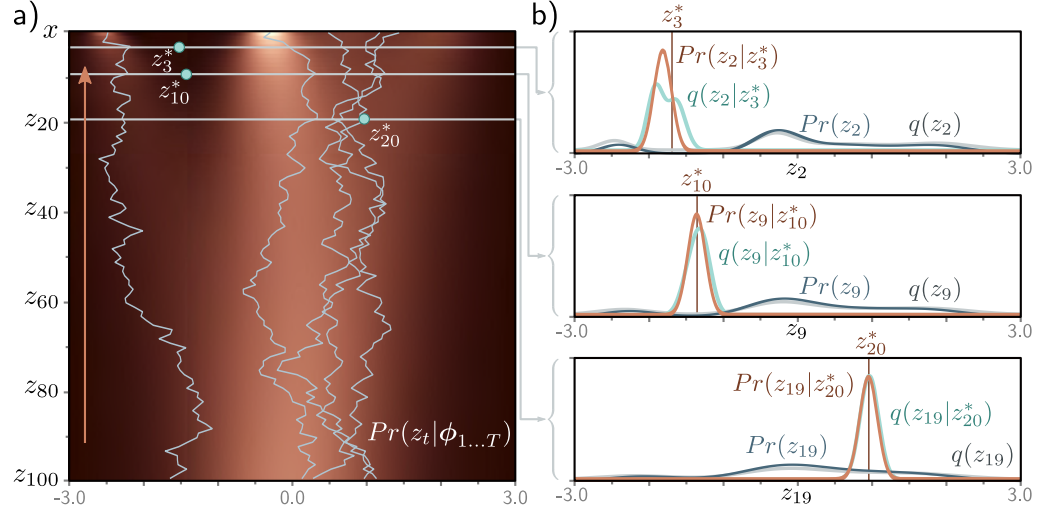 a)
x
z*3
z*10
z20
z*20
z40
z60
z80
Pr(zt|ϕ1...T)
z100
-3.0 0.0 3.0
b)
z*3
Pr(z2|z*3)
q(z2|z*3)
Pr(z2) q(z2)
-3.0 z2 3.0
z*10
Pr(z9|z*10)
q(z9|z*10)
Pr(z9) q(z9)
-3.0 z9 3.0
z*20
Pr(z19|z*20)
q(z19|z*20)
Pr(z19) q(z19)
-3.0 z19 3.0